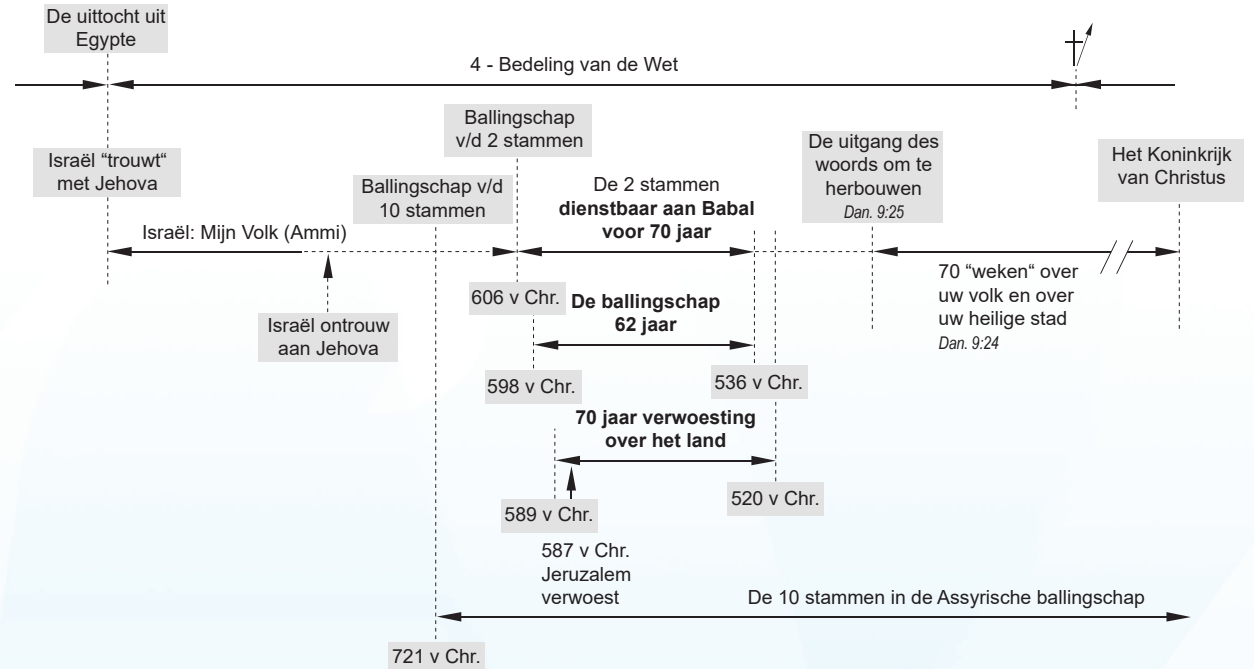 De uittocht uit
Egypte
4 - Bedeling van de Wet
Israël “trouwt“
met Jehova
Ballingschap v/d
10 stammen
Ballingschap
v/d 2 stammen
De 2 stammen
dienstbaar aan Babal
voor 70 jaar
De uitgang des
woords om te
herbouwen
Dan. 9:25
Het Koninkrijk
van Christus
Israël: Mijn Volk (Ammi)
Israël ontrouw
aan Jehova
606 v Chr.
De ballingschap
62 jaar
70 “weken“ over
uw volk en over
uw heilige stad
Dan. 9:24
598 v Chr.
536 v Chr.
70 jaar verwoesting
over het land
589 v Chr.
520 v Chr.
587 v Chr.
Jeruzalem
verwoest
De 10 stammen in de Assyrische ballingschap
721 v Chr.